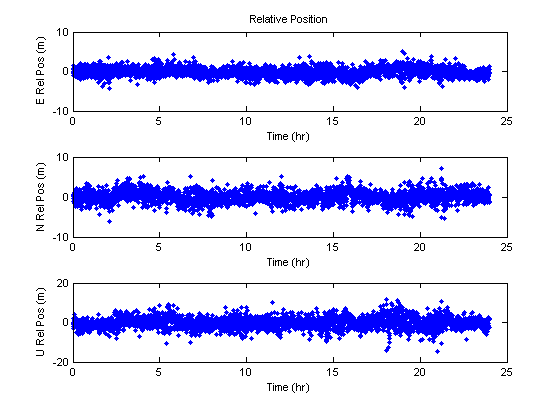 Relative Position
10
0
-10
E Rel Pos (m)
0 5 10 15 20 25
Time (hr)
10
0
-10
N Rel Pos (m)
0 5 10 15 20 25
Time (hr)
20
0
-20
U Rel Pos (m)
0 5 10 15 20 25
Time (hr)